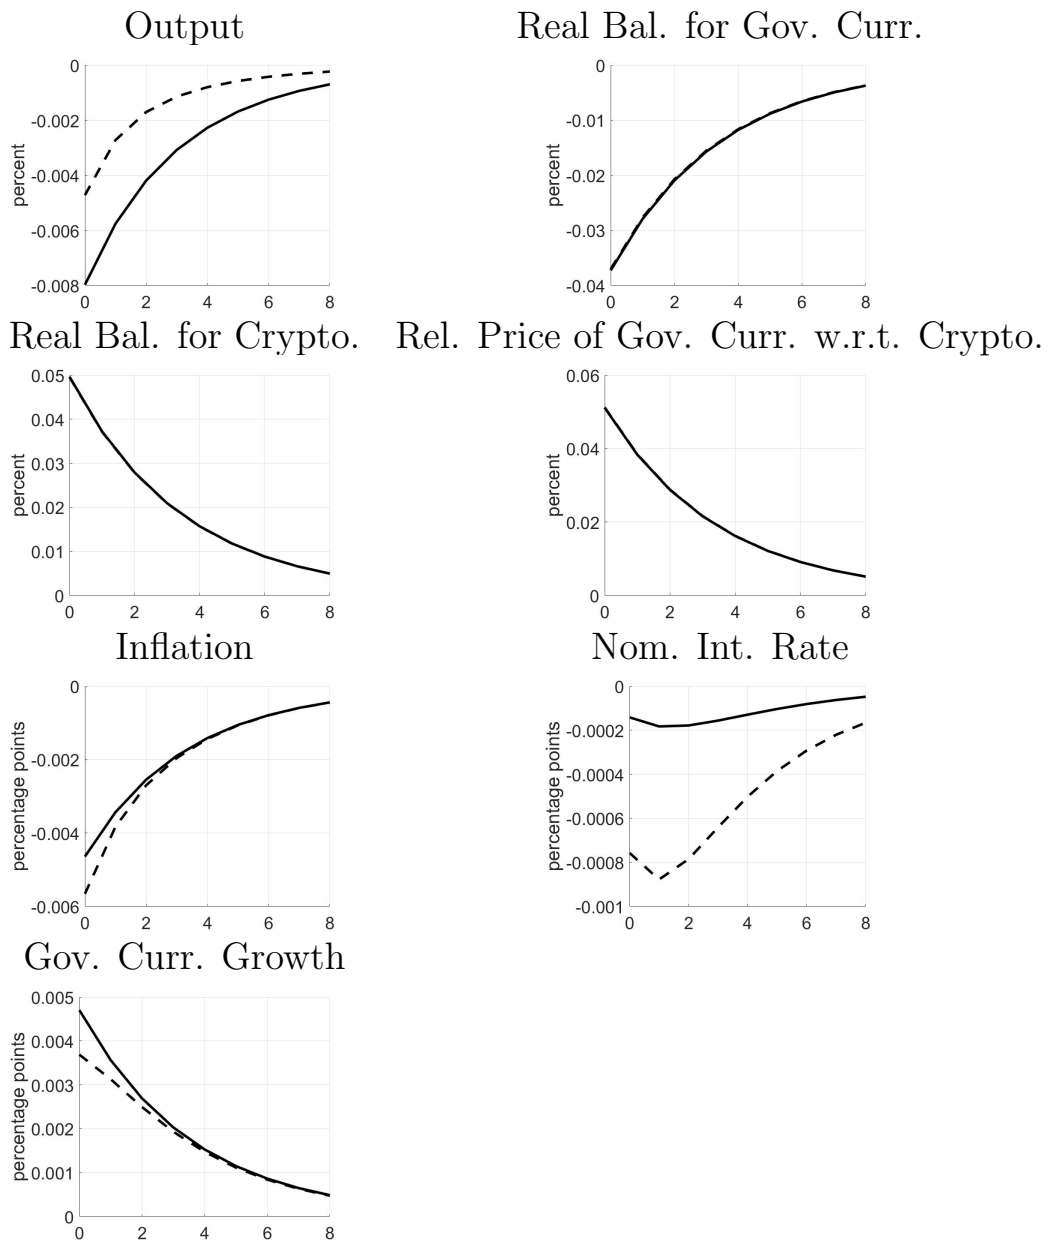 Output
0
-0.002
-0.004
-0.006
-0.008
percent
0 2 4 6 8
Real Bal. for Gov. Curr.
0
-0.01
-0.02
-0.03
-0.04
percent
0 2 4 6 8
Real Bal. for Crypto.
0.05
0.04
0.03
0.02
0.01
0
percent
0 2 4 6 8
Rel. Price of Gov. Curr. w.r.t. Crypto.
0.06
0.04
0.02
0
percent
0 2 4 6 8
Inflation
0
-0.002
-0.004
-0.006
percentage points
0 2 4 6 8
Nom. Int. Rate
0
-0.0002
-0.0004
-0.0006
-0.0008
-0.001
percentage points
0 2 4 6 8
Gov. Curr. Growth
0.005
0.004
0.003
0.002
0.001
0
percentage points
0 2 4 6 8